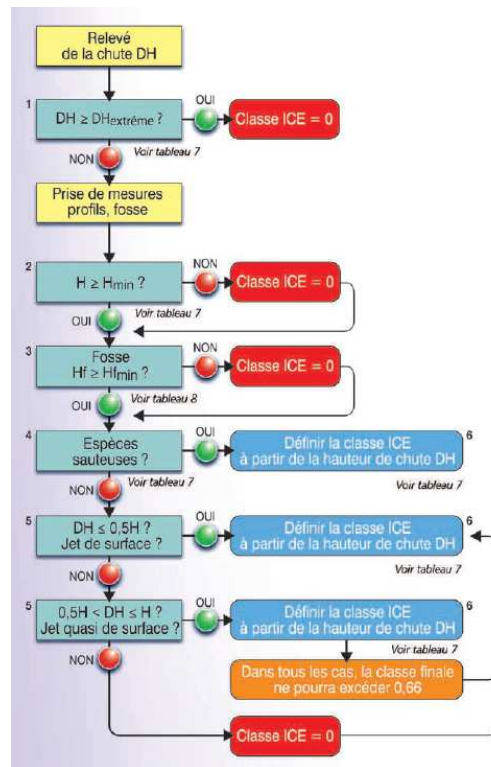 Relevé
de la chute DH
1
DH ≥ DHextrême ?
OUI
Classe ICE = 0
NON
Voir tableau 7
Prise de mesures
profils, fosse
2
H ≥ Hmin ?
NON
Classe ICE = 0
OUI
Voir tableau 7
3
Fosse
Hf ≥ Hfmin ?
NON
Classe ICE = 0
OUI
Voir tableau 8
4
Espèces
sauteuses ?
OUI
Définir la classe ICE
à partir de la hauteur de chute DH
6
NON
Voir tableau 7
Voir tableau 7
5
DH ≤ 0,5H ?
Jet de surface ?
OUI
Définir la classe ICE
à partir de la hauteur de chute DH
6
NON
Voir tableau 7
5
0,5H < DH ≤ H ?
Jet quasi de surface ?
OUI
Définir la classe ICE
à partir de la hauteur de chute DH
6
NON
Voir tableau 7
Dans tous les cas, la classe finale
ne pourra excéder 0,66
Classe ICE = 0